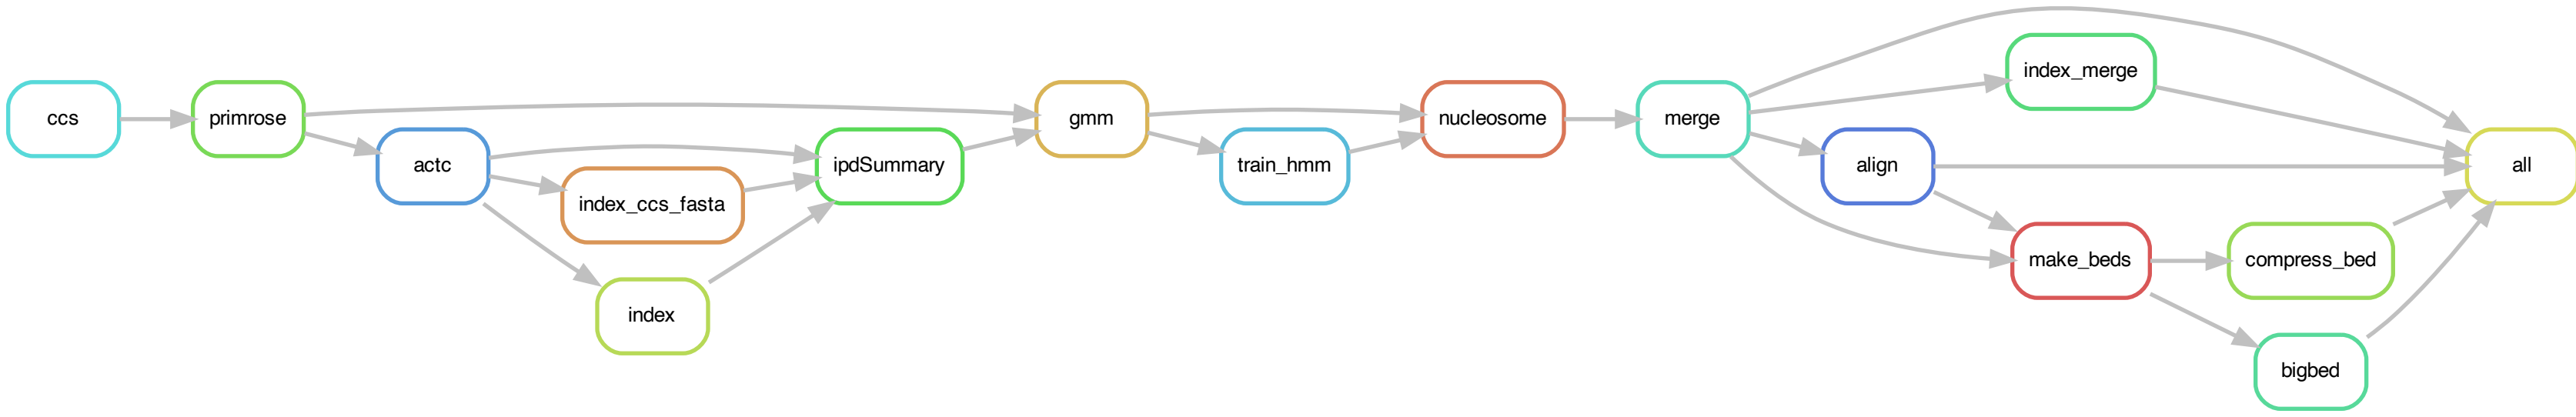 ccs
primrose
actc
index_ccs_fasta
index
ipdSummary
gmm
train_hmm
nucleosome
merge
index_merge
align
make_beds
compress_bed
bigbed
all